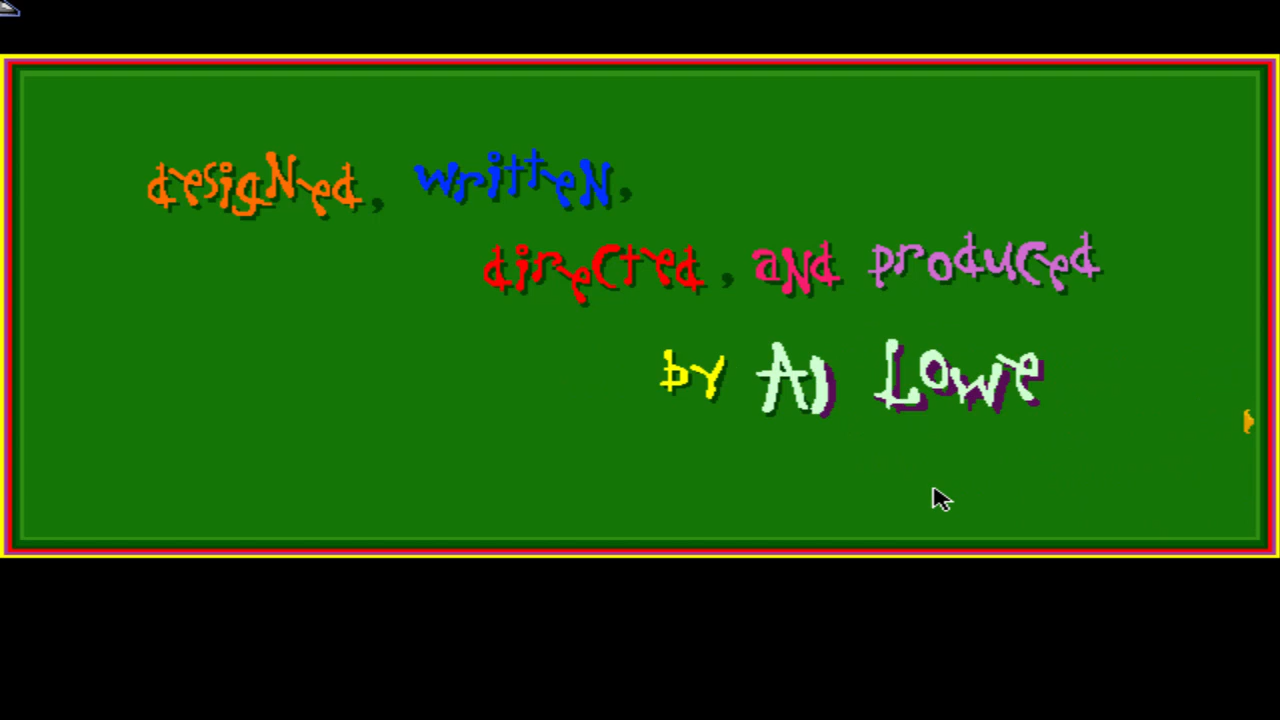 designed, written,
directed, and produced
by Al Lowe